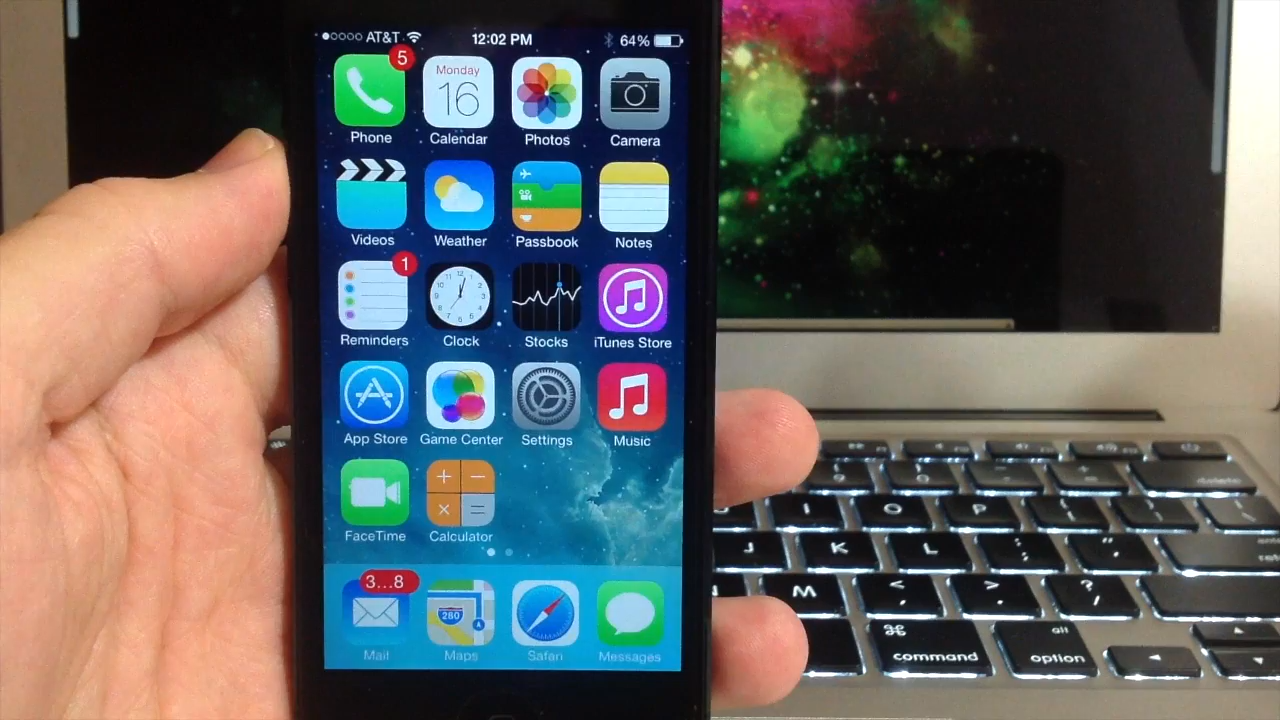 AT&T 12:02 PM 64%
5
Monday
16
Phone Calendar Photos Camera
Videos Weather Passbook Notes
1
Reminders Clock Stocks iTunes Store
App Store Game Center Settings Music
FaceTime Calculator
3...8
280
Mail Maps Safari Messages
delete
I O P
J K L : ; " '
M < , > . ? /
⌘ alt
command option